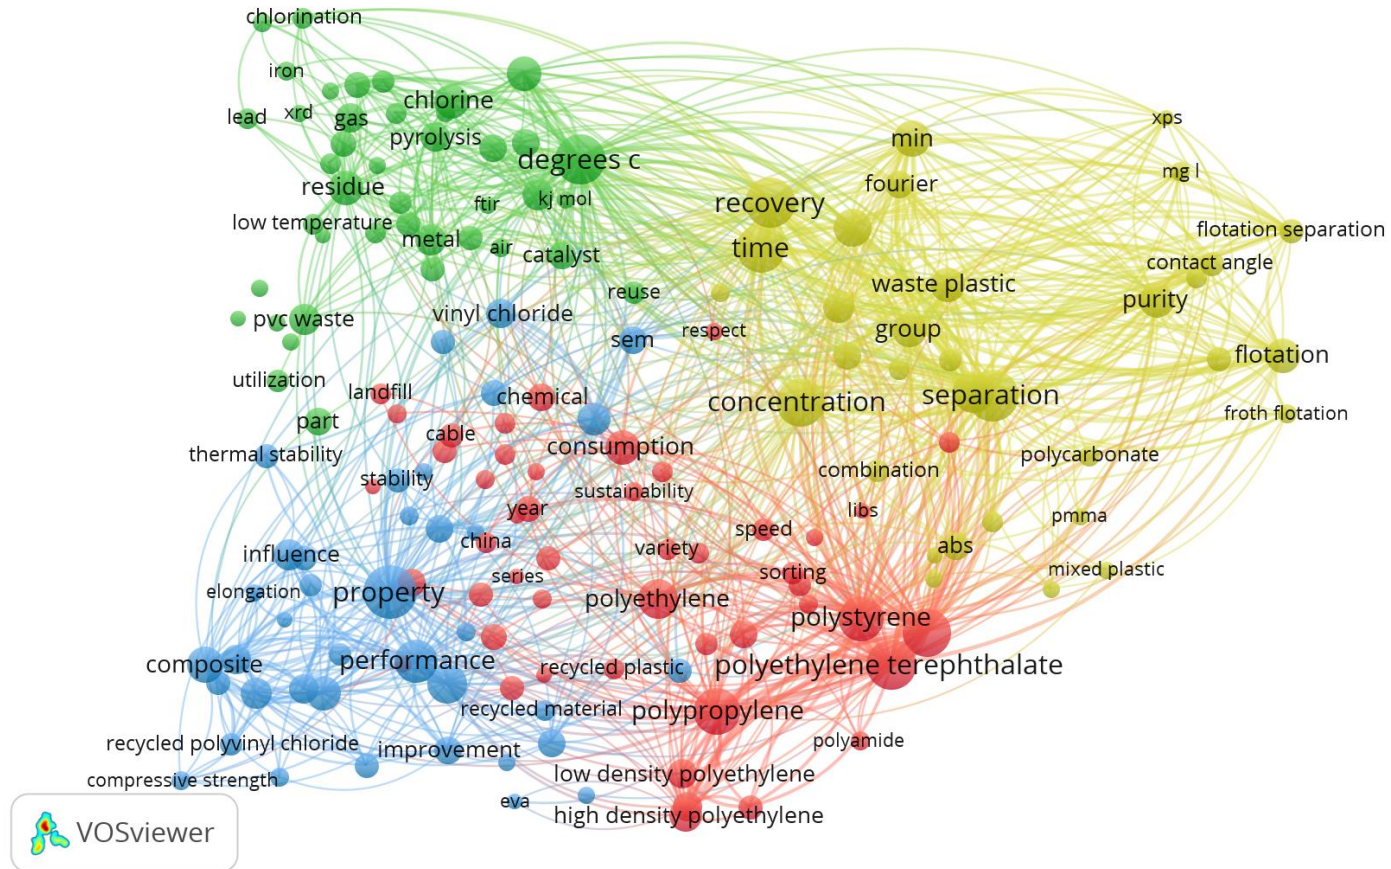 chlorination
iron
lead
xrd
gas
chlorine
pyrolysis
degrees c
residue
ftir
kj mol
low temperature
metal
air
catalyst
reuse
pvc waste
vinyl chloride
sem
respect
utilization
part
min
fourier
recovery
time
waste plastic
group
xps
mg l
flotation separation
contact angle
purity
flotation
froth flotation
concentration
separation
combination
polycarbonate
pmma
abs
mixed plastic
landfill
chemical
cable
consumption
thermal stability
stability
sustainability
year
china
series
variety
speed
libs
sorting
influence
elongation
property
polyethylene
polystyrene
composite
performance
recycled plastic
polyethylene terephthalate
recycled material
polypropylene
recycled polyvinyl chloride
improvement
polyamide
compressive strength
low density polyethylene
eva
high density polyethylene
VOSviewer